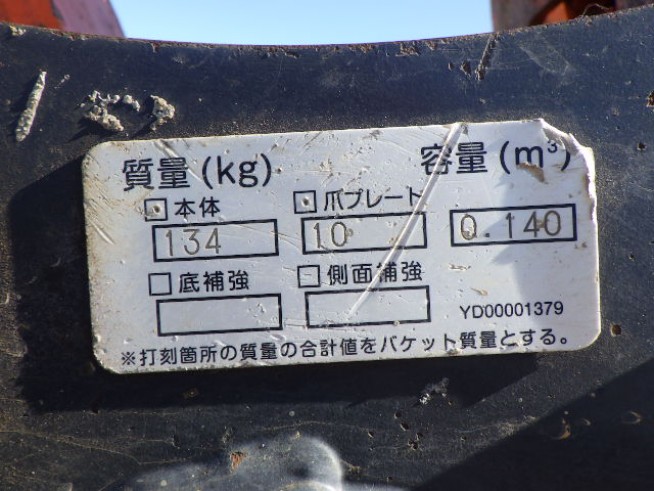 質量(kg) 容量(m³)
本体 爪プレート
134 10 0.140
底補強 側面補強
YD00001379
※打刻箇所の質量の合計値をバケット質量とする。